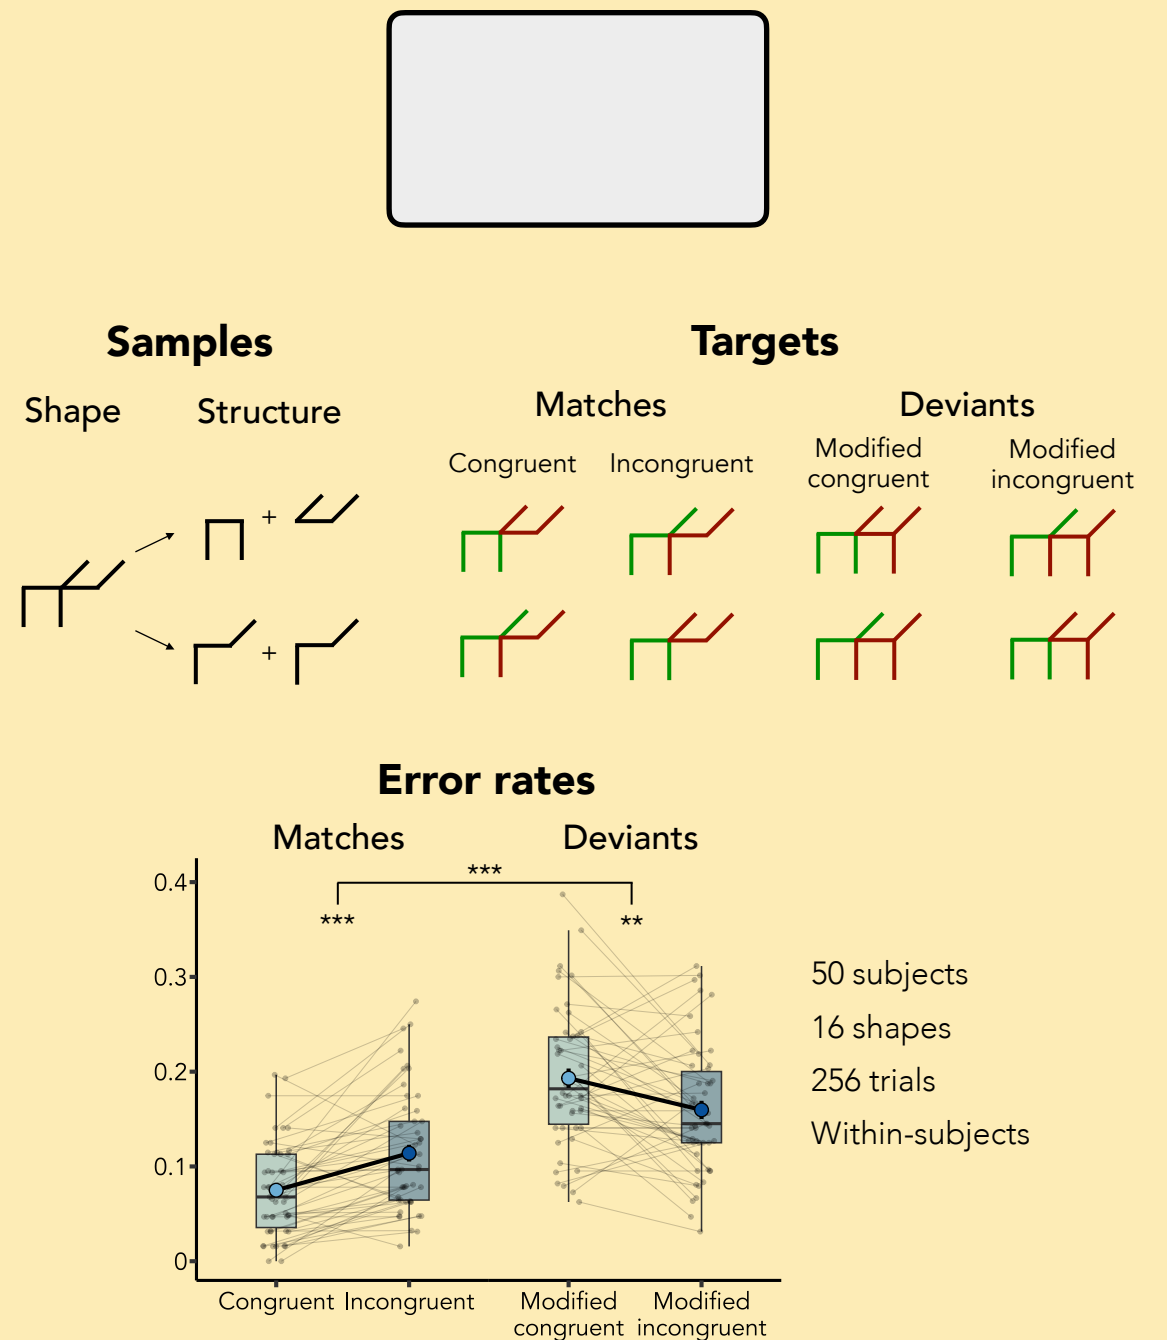 Samples
Targets
Shape
Structure
Matches
Deviants
Congruent
Incongruent
Modified
congruent
Modified
incongruent
+
+
Error rates
Matches
Deviants
***
***
**
0.4
0.3
0.2
0.1
0
50 subjects
16 shapes
256 trials
Within-subjects
Congruent
Incongruent
Modified
congruent
Modified
incongruent